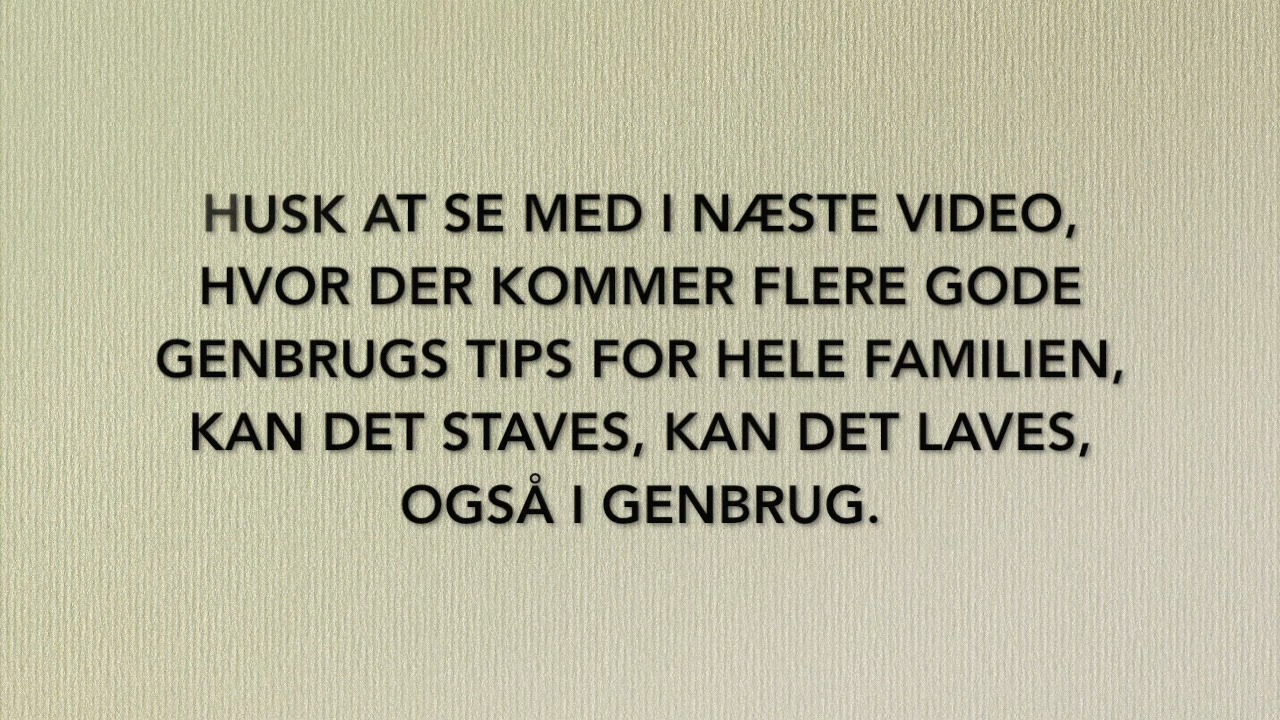 HUSK AT SE MED I NÆSTE VIDEO,
HVOR DER KOMMER FLERE GODE
GENBRUGS TIPS FOR HELE FAMILIEN,
KAN DET STAVES, KAN DET LAVES,
OGSÅ I GENBRUG.